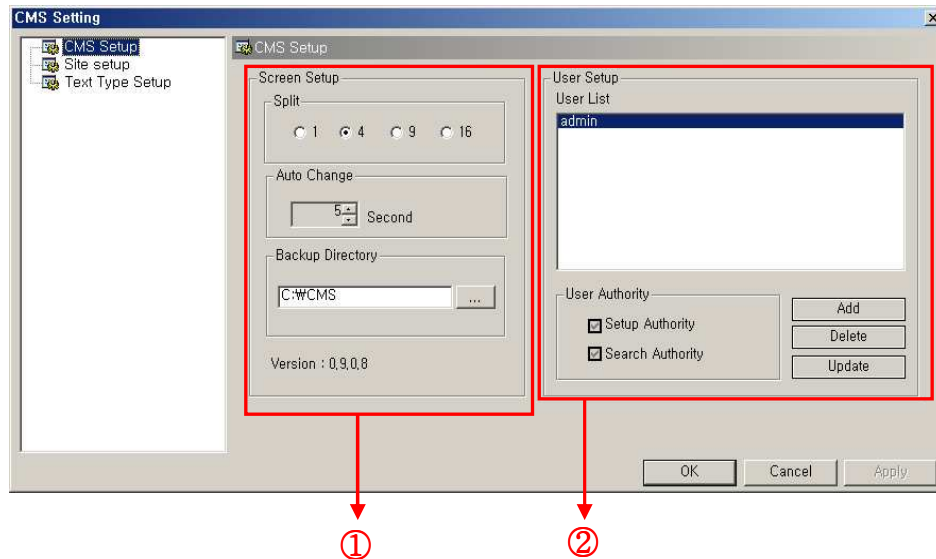 CMS Setting
CMS Setup
Site setup
Text Type Setup
CMS Setup
Screen Setup
Split
1 4 9 16
Auto Change
5 Second
Backup Directory
C:₩CMS ...
Version : 0,9,0,8
User Setup
User List
admin
User Authority
Setup Authority
Search Authority
Add
Delete
Update
OK Cancel Apply
① ②